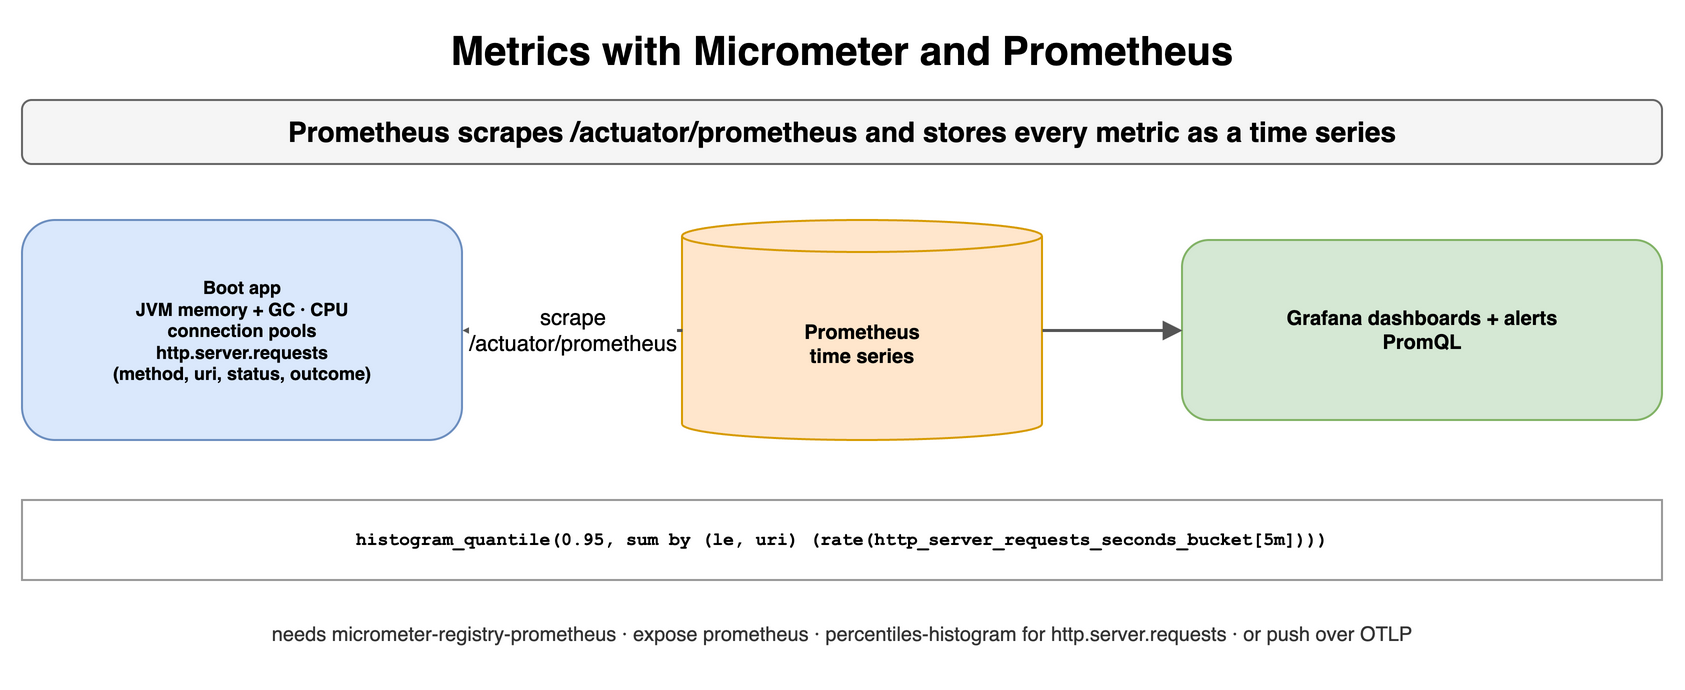 Metrics with Micrometer and Prometheus
Prometheus scrapes /actuator/prometheus and stores every metric as a time series
Boot app
JVM memory + GC · CPU
connection pools
http.server.requests
(method, uri, status, outcome)
scrape
/actuator/prometheus
Prometheus
time series
Grafana dashboards + alerts
PromQL
histogram_quantile(0.95, sum by (le, uri) (rate(http_server_requests_seconds_bucket[5m])))
needs micrometer-registry-prometheus · expose prometheus · percentiles-histogram for http.server.requests · or push over OTLP